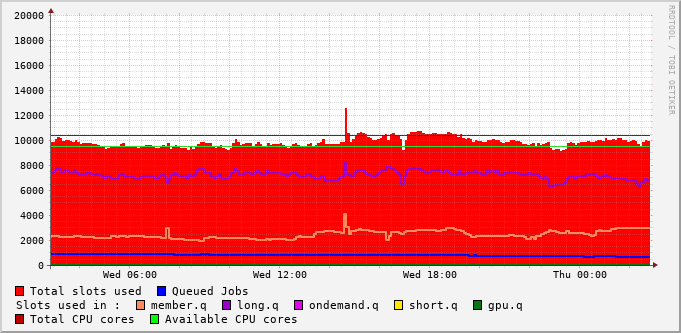 20000
18000
16000
14000
12000
10000
8000
6000
4000
2000
0
Wed 06:00 Wed 12:00 Wed 18:00 Thu 00:00
Total slots used Queued Jobs
Slots used in : member.q long.q ondemand.q short.q gpu.q
Total CPU cores Available CPU cores
RRDTOOL / TOBI OETIKER